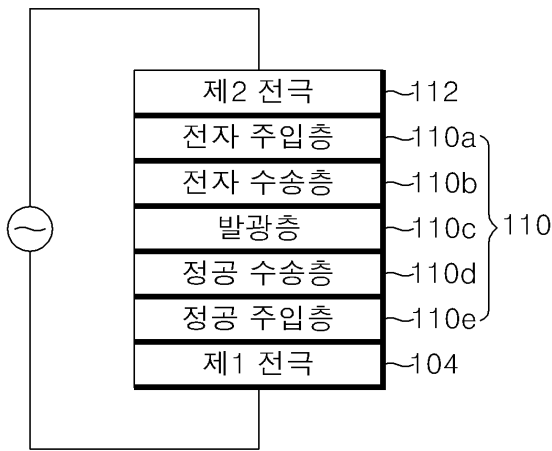 제2 전극 112
전자 주입층 110a
전자 수송층 110b
발광층 110c
110
정공 수송층 110d
정공 주입층 110e
제1 전극 104